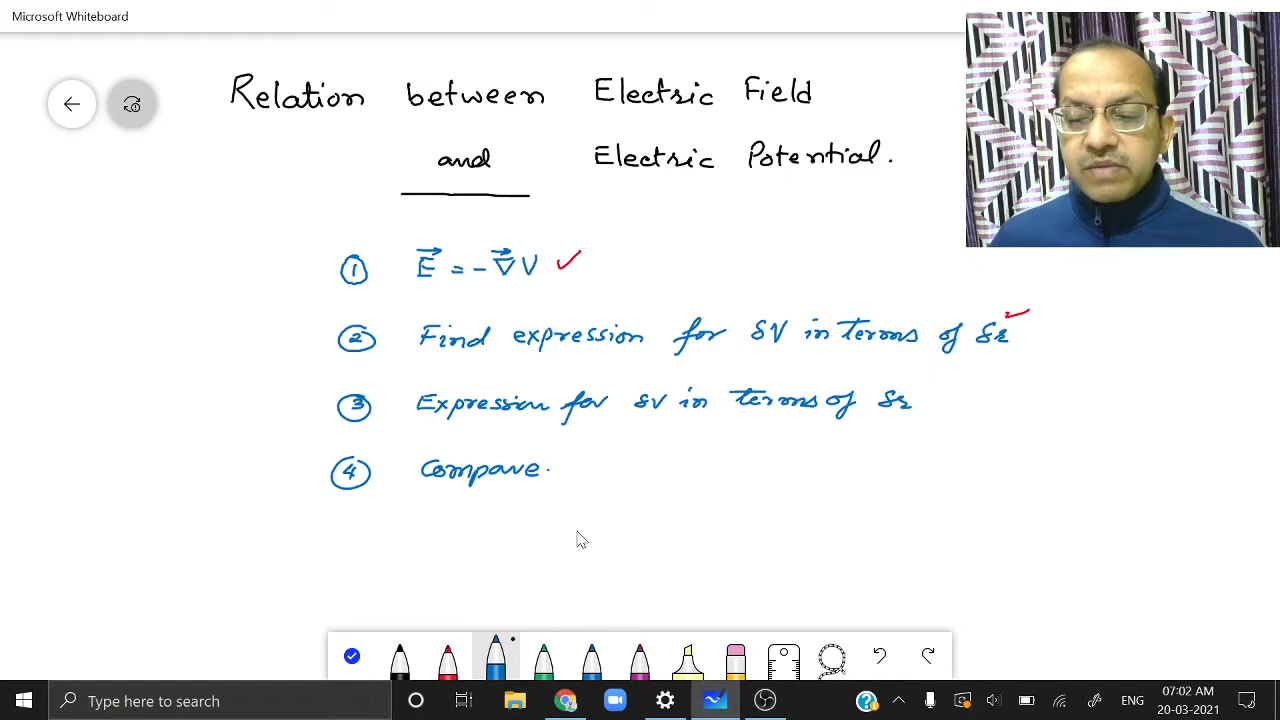 Microsoft Whiteboard
Relation between Electric Field
and Electric Potential.
① E⃗ = -∇⃗V ✓
② Find expression for δV in terms of δr ✓
③ Expression for δV in terms of δr
④ Compare.
Type here to search
ENG
07:02 AM
20-03-2021